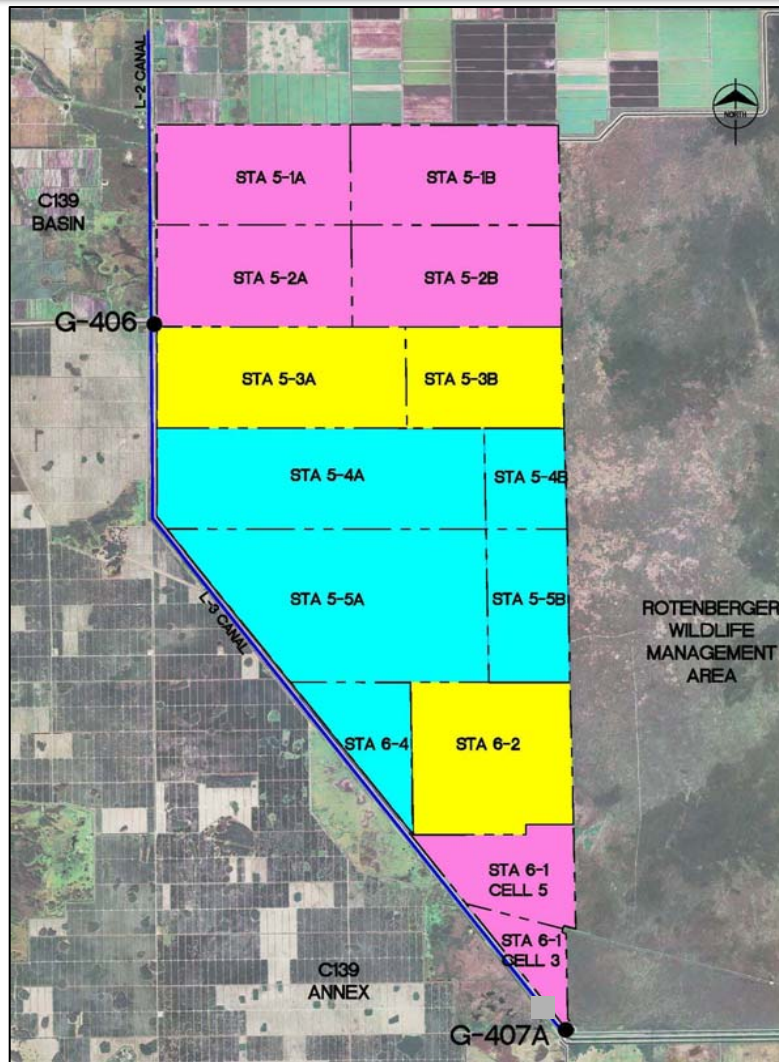 L-2 CANAL
NORTH
STA 5-1A
STA 5-1B
C139
BASIN
STA 5-2A
STA 5-2B
G-406
STA 5-3A
STA 5-3B
STA 5-4A
STA 5-4B
STA 5-5A
STA 5-5B
L-3 CANAL
ROTENBERGER
WILDLIFE
MANAGEMENT
AREA
STA 6-4
STA 6-2
STA 6-1
CELL 5
STA 6-1
CELL 3
C139
ANNEX
G-407A